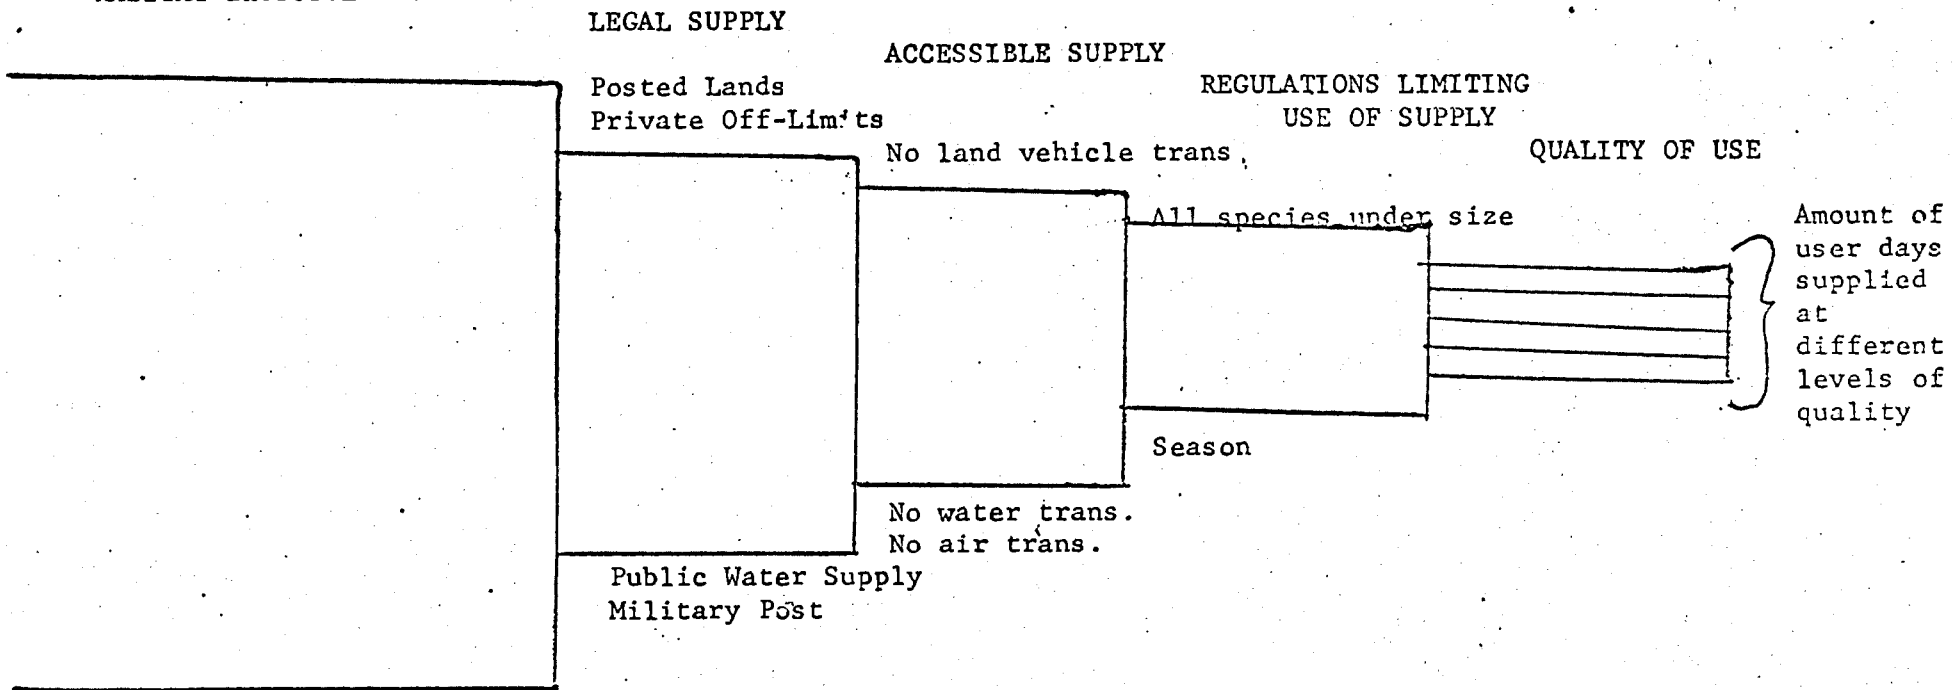 LEGAL SUPPLY
ACCESSIBLE SUPPLY
Posted Lands
Private Off-Limits
REGULATIONS LIMITING
USE OF SUPPLY
No land vehicle trans.
QUALITY OF USE
All species under size
Amount of
user days
supplied
at
different
levels of
quality
Season
No water trans.
No air trans.
Public Water Supply
Military Post